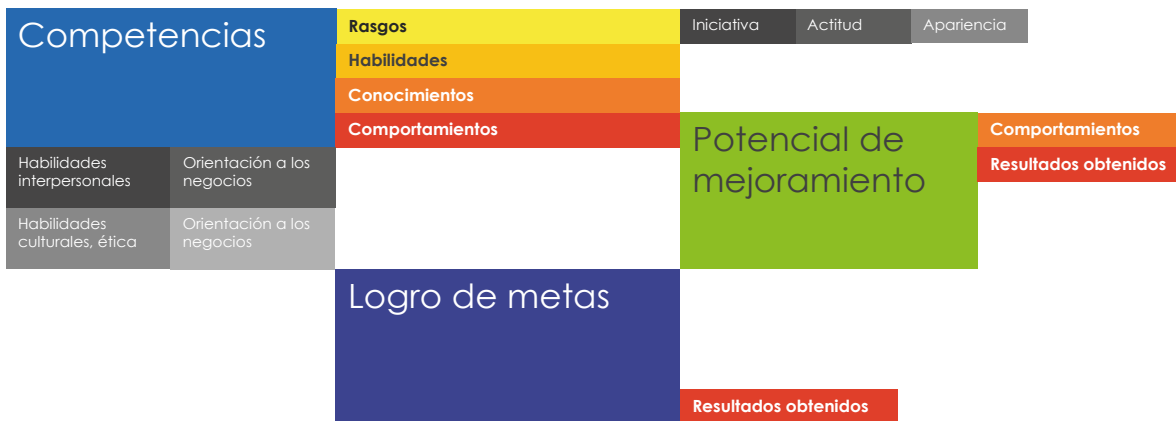 Competencias
Rasgos
Iniciativa
Actitud
Apariencia
Habilidades
Conocimientos
Comportamientos
Habilidades
interpersonales
Orientación a los
negocios
Habilidades
culturales, ética
Orientación a los
negocios
Potencial de
mejoramiento
Comportamientos
Resultados obtenidos
Logro de metas
Resultados obtenidos